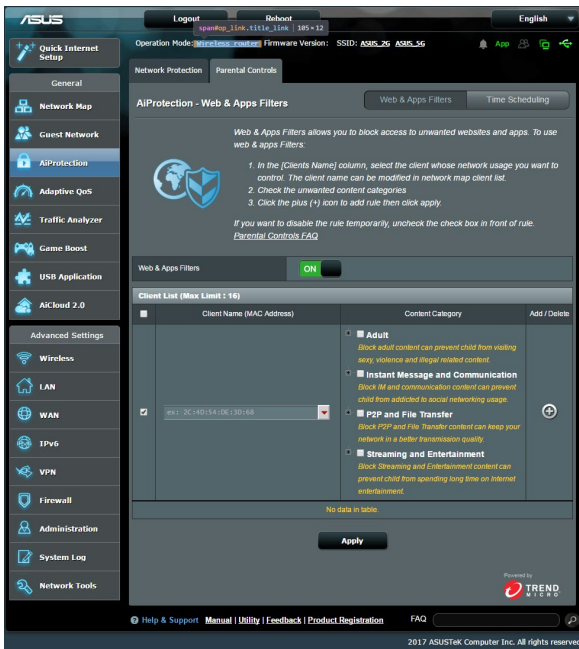 ASUS
Logout
Reboot
English
span#op_link.title_link | 105×12
Quick Internet
Setup
Operation Mode: Wireless router Firmware Version: SSID: ASUS_2G ASUS_5G
App
Network Protection
Parental Controls
General
Network Map
Guest Network
AiProtection
Adaptive QoS
Traffic Analyzer
Game Boost
USB Application
AiCloud 2.0
Advanced Settings
Wireless
LAN
WAN
IPv6
VPN
Firewall
Administration
System Log
Network Tools
AiProtection - Web & Apps Filters
Web & Apps Filters
Time Scheduling
Web & Apps Filters allows you to block access to unwanted websites and apps. To use
web & apps Filters:
1. In the [Clients Name] column, select the client whose network usage you want to
control. The client name can be modified in network map client list.
2. Check the unwanted content categories
3. Click the plus (+) icon to add rule then click apply.
If you want to disable the rule temporarily, uncheck the check box in front of rule.
Parental Controls FAQ
Web & Apps Filters
ON
Client List (Max Limit : 16)
Client Name (MAC Address)
Content Category
Add / Delete
ex: 2C:4D:54:DE:3D:68
Adult
Block adult content can prevent child from visiting
sexy, violence and illegal related content.
Instant Message and Communication
Block IM and communication content can prevent
child from addicted to social networking usage.
P2P and File Transfer
Block P2P and File Transfer content can keep your
network in a better transmission quality.
Streaming and Entertainment
Block Streaming and Entertainment content can
prevent child from spending long time on Internet
entertainment.
No data in table.
Apply
Powered by
TREND
MICRO
Help & Support Manual | Utility | Feedback | Product Registration
FAQ
2017 ASUSTeK Computer Inc. All rights reserved